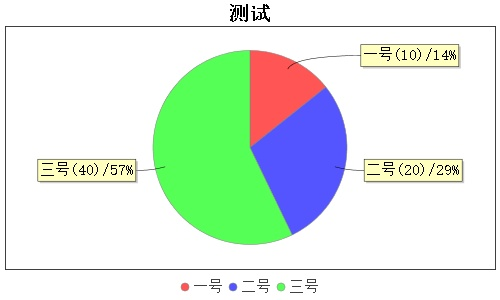 测试
一号(10)/14%
三号(40)/57%
二号(20)/29%
一号 二号 三号